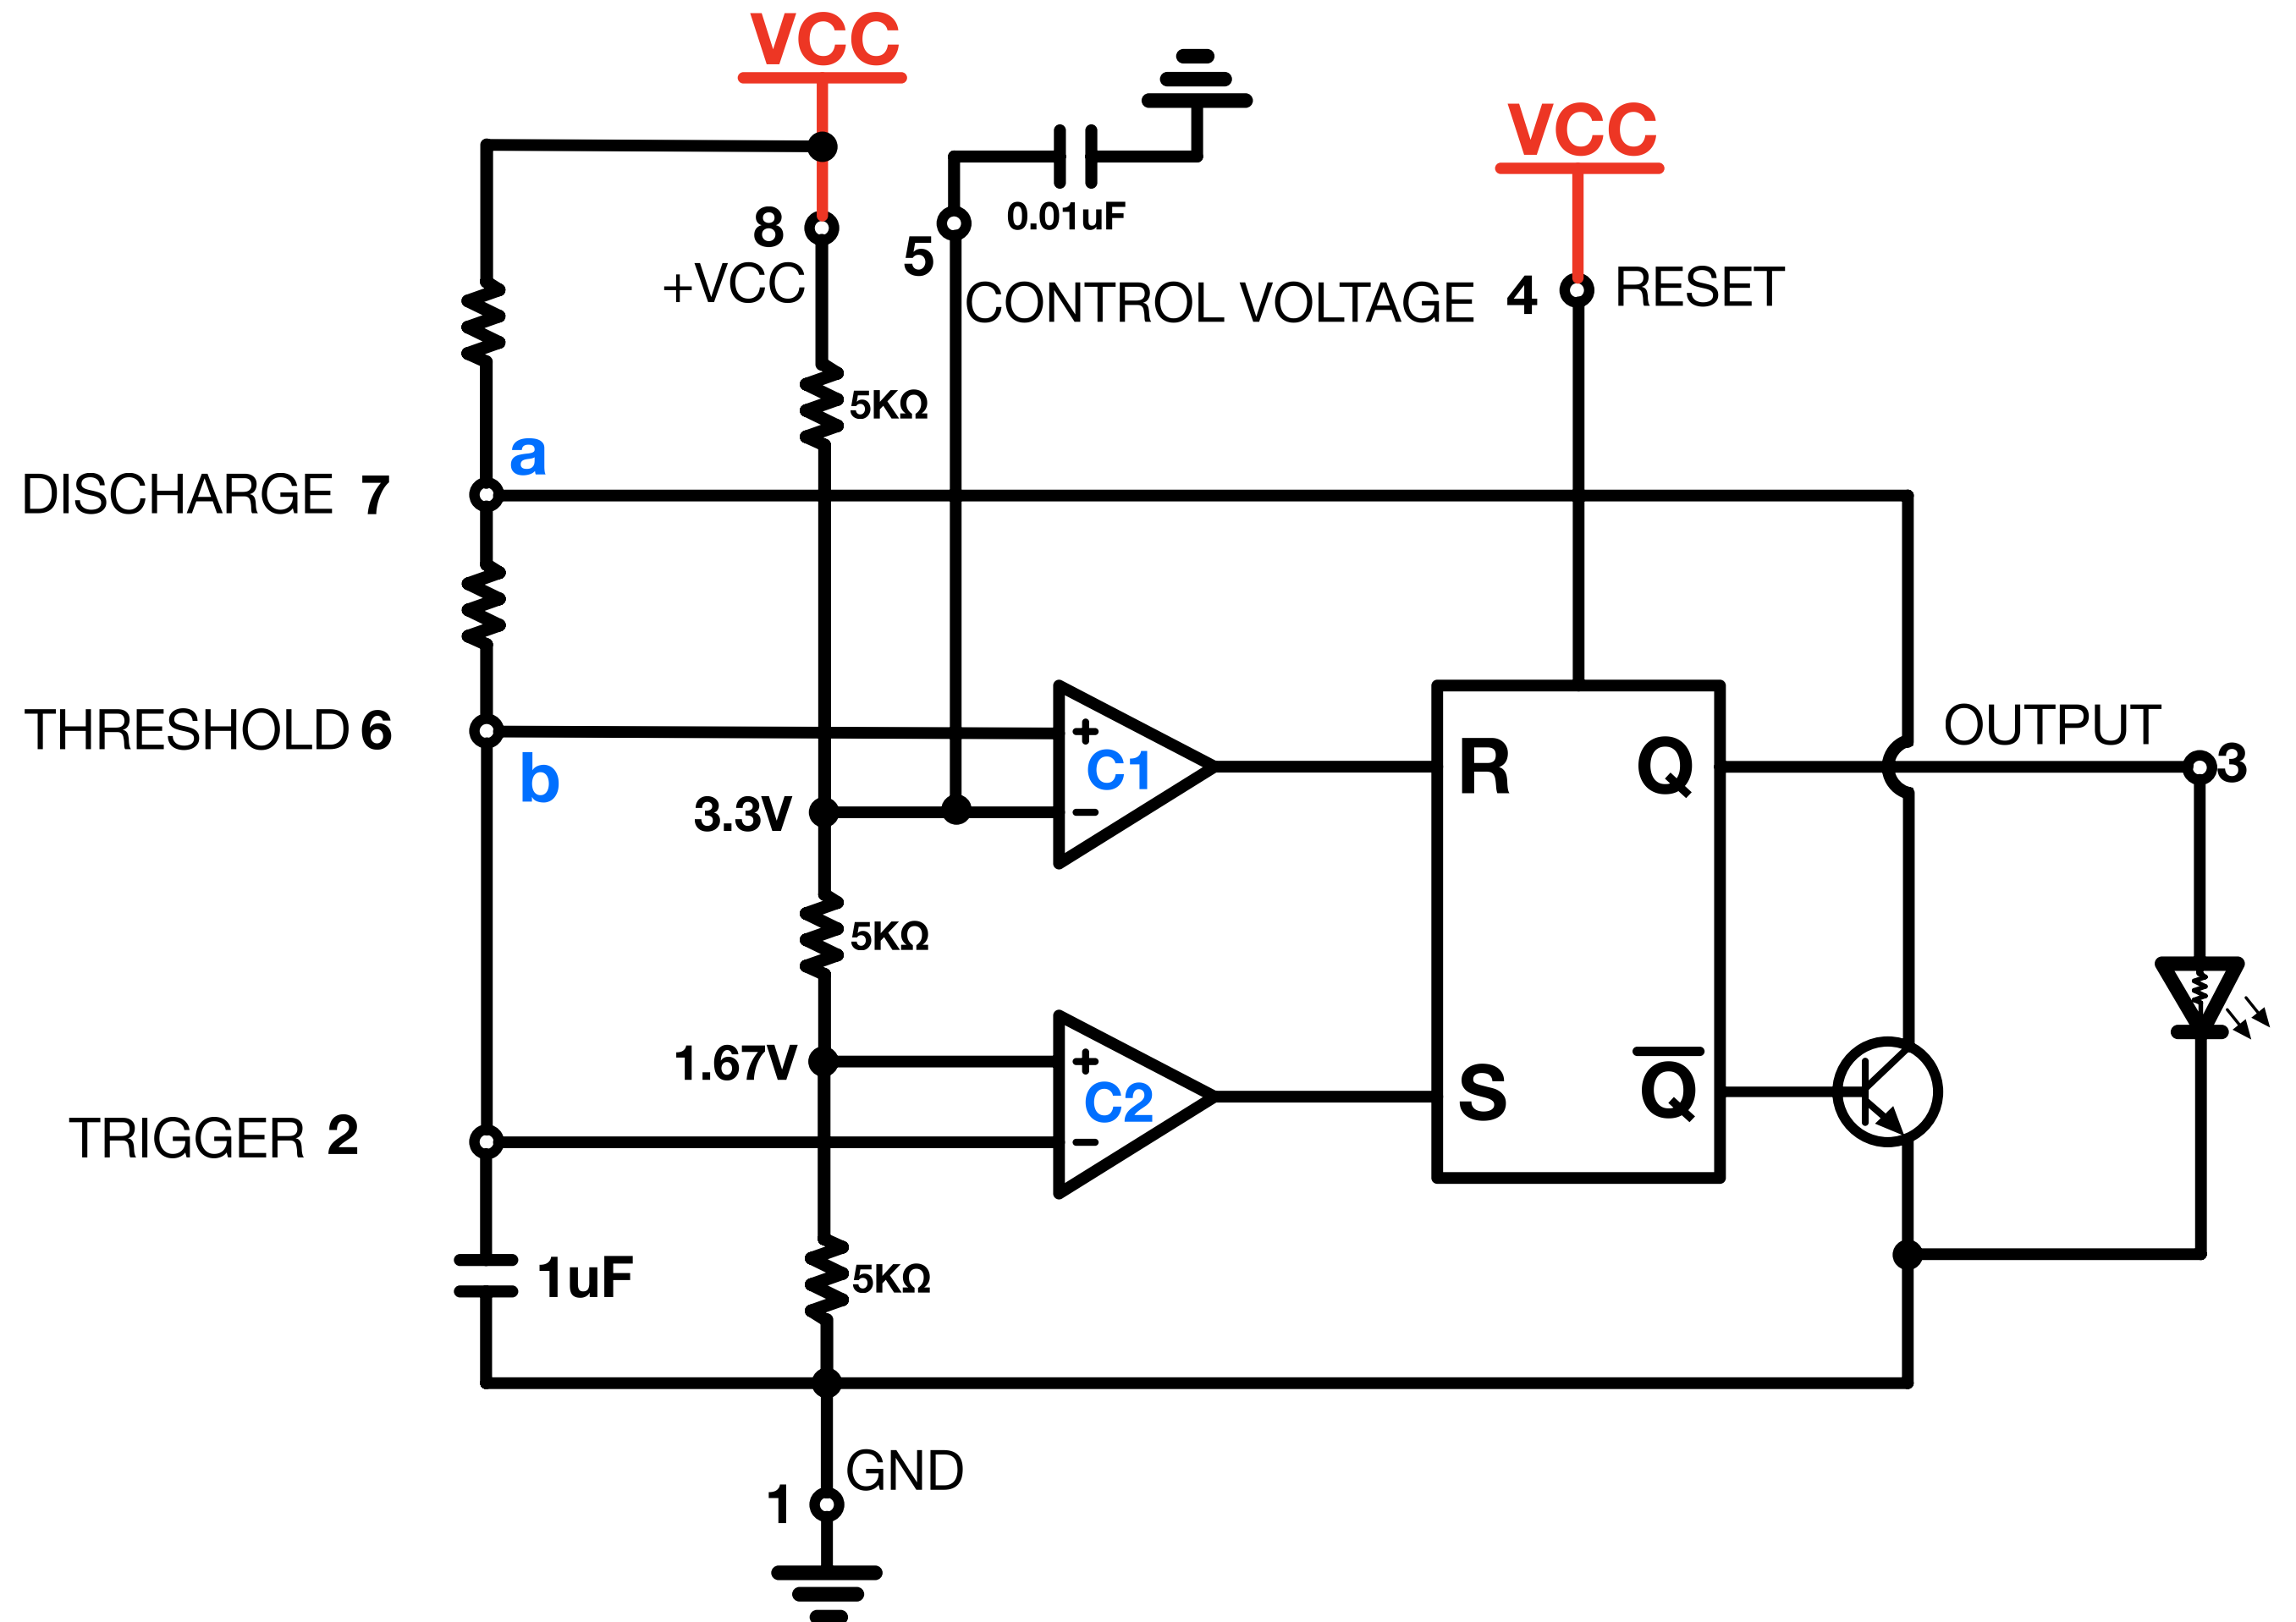 VCC
VCC
8
+VCC
5
0.01uF
CONTROL VOLTAGE
4
RESET
5KΩ
a
DISCHARGE 7
THRESHOLD 6
b
+
C1
−
3.3V
R
Q
OUTPUT
3
5KΩ
1.67V
+
C2
−
S
Q̅
TRIGGER 2
1uF
5KΩ
GND
1